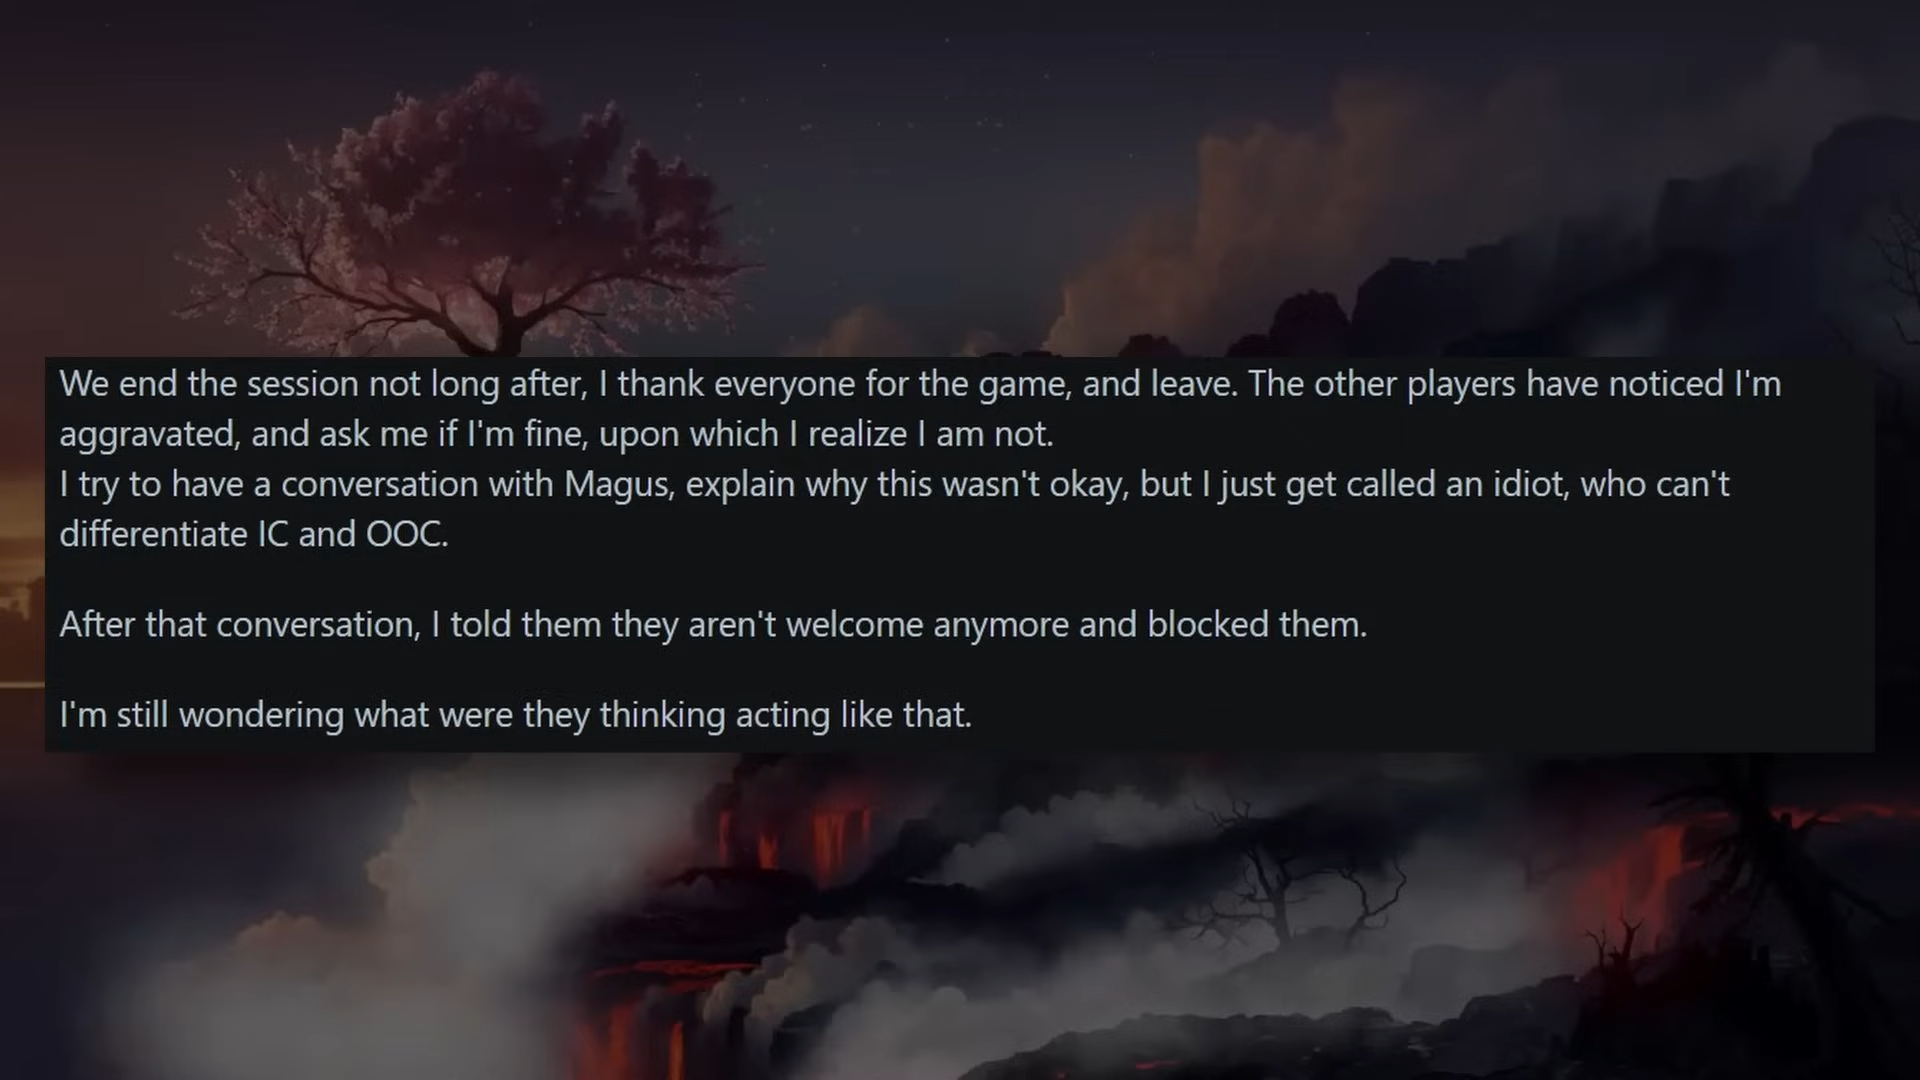 We end the session not long after, I thank everyone for the game, and leave. The other players have noticed I'm
aggravated, and ask me if I'm fine, upon which I realize I am not.
I try to have a conversation with Magus, explain why this wasn't okay, but I just get called an idiot, who can't
differentiate IC and OOC.
After that conversation, I told them they aren't welcome anymore and blocked them.
I'm still wondering what were they thinking acting like that.